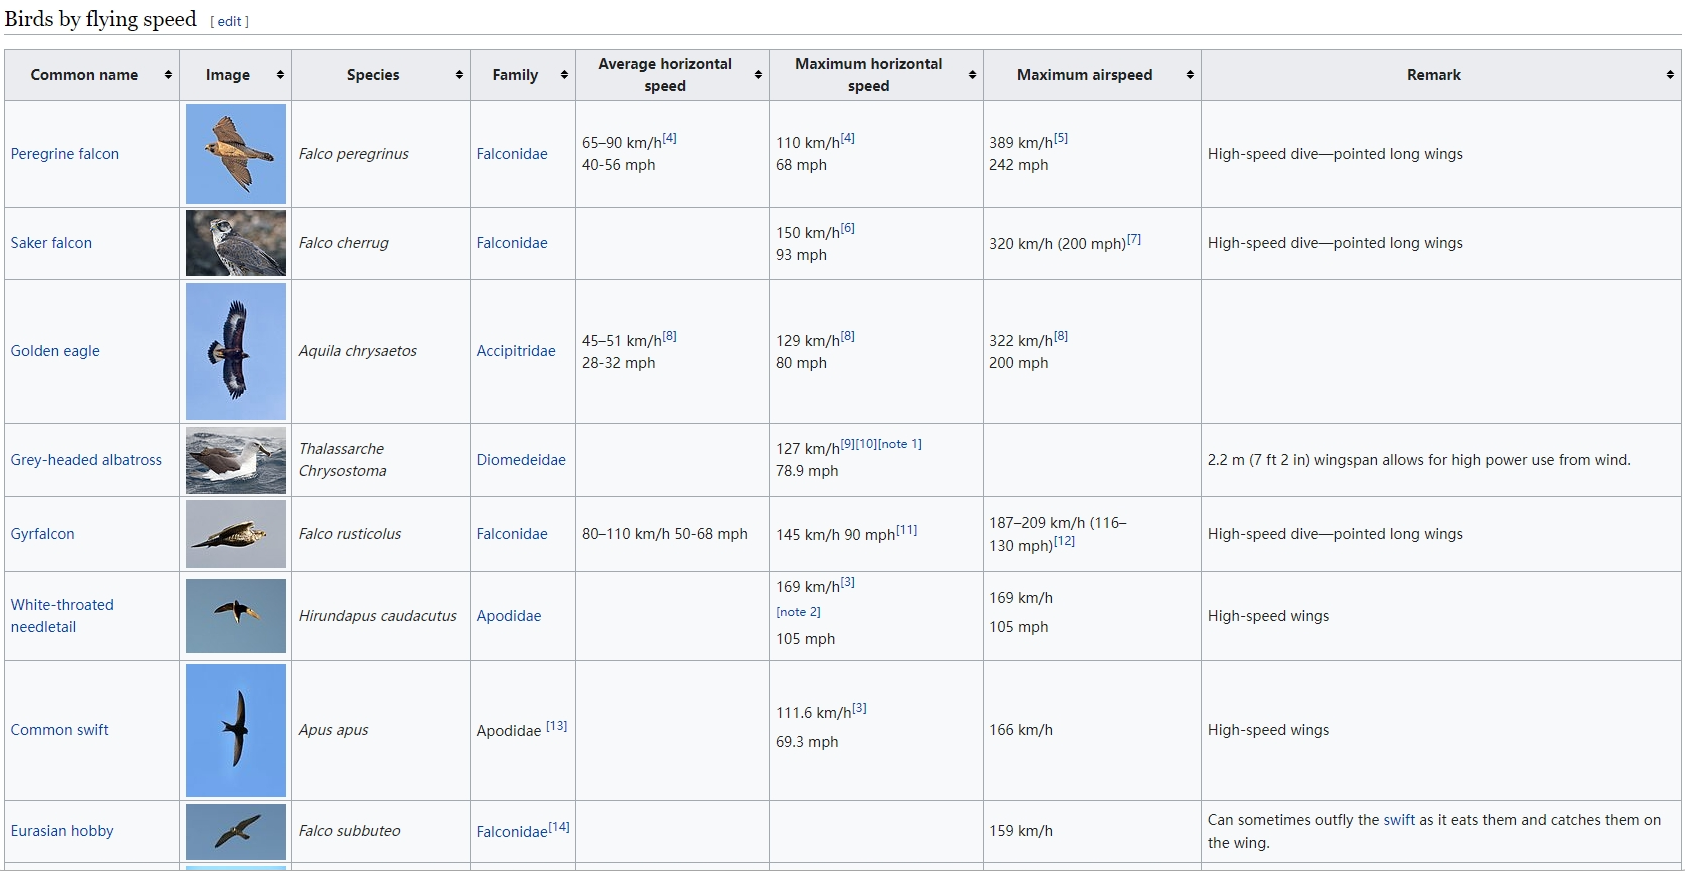 Birds by flying speed [ edit ]
Common name Image Species Family Average horizontal speed Maximum horizontal speed Maximum airspeed Remark
Peregrine falcon
Falco peregrinus
Falconidae
65–90 km/h[4]
40-56 mph
110 km/h[4]
68 mph
389 km/h[5]
242 mph
High-speed dive—pointed long wings
Saker falcon
Falco cherrug
Falconidae
150 km/h[6]
93 mph
320 km/h (200 mph)[7]
High-speed dive—pointed long wings
Golden eagle
Aquila chrysaetos
Accipitridae
45–51 km/h[8]
28-32 mph
129 km/h[8]
80 mph
322 km/h[8]
200 mph
Grey-headed albatross
Thalassarche
Chrysostoma
Diomedeidae
127 km/h[9][10][note 1]
78.9 mph
2.2 m (7 ft 2 in) wingspan allows for high power use from wind.
Gyrfalcon
Falco rusticolus
Falconidae
80–110 km/h 50-68 mph
145 km/h 90 mph[11]
187–209 km/h (116–
130 mph)[12]
High-speed dive—pointed long wings
White-throated
needletail
Hirundapus caudacutus
Apodidae
169 km/h[3]
[note 2]
105 mph
169 km/h
105 mph
High-speed wings
Common swift
Apus apus
Apodidae [13]
111.6 km/h[3]
69.3 mph
166 km/h
High-speed wings
Eurasian hobby
Falco subbuteo
Falconidae[14]
159 km/h
Can sometimes outfly the swift as it eats them and catches them on
the wing.